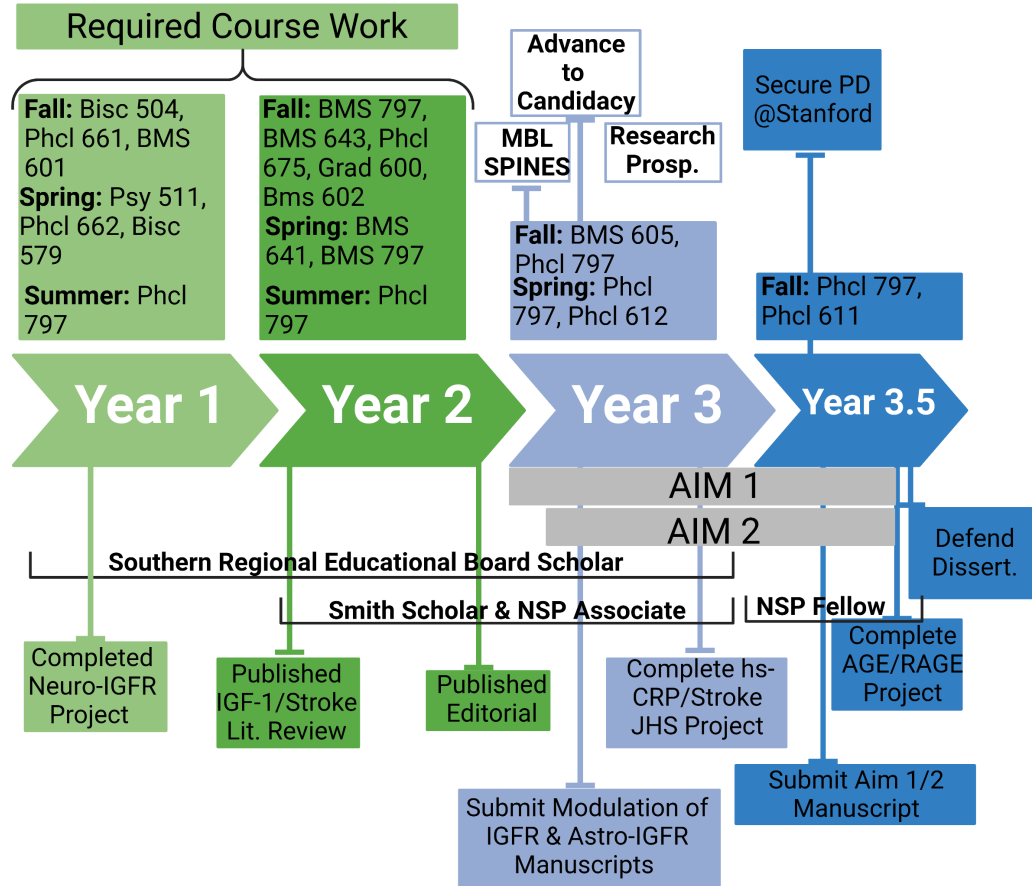 Required Course Work
Fall: Bisc 504,
Phcl 661, BMS
601
Spring: Psy 511,
Phcl 662, Bisc
579
Summer: Phcl
797
Fall: BMS 797,
BMS 643, Phcl
675, Grad 600,
Bms 602
Spring: BMS
641, BMS 797
Summer: Phcl
797
Advance
to
Candidacy
MBL
SPINES
Research
Prosp.
Fall: BMS 605,
Phcl 797
Spring: Phcl
797, Phcl 612
Secure PD
@Stanford
Fall: Phcl 797,
Phcl 611
Year 1
Year 2
Year 3
Year 3.5
AIM 1
AIM 2
Southern Regional Educational Board Scholar
Smith Scholar & NSP Associate
NSP Fellow
Defend
Dissert.
Completed
Neuro-IGFR
Project
Published
IGF-1/Stroke
Lit. Review
Published
Editorial
Complete hs-
CRP/Stroke
JHS Project
Complete
AGE/RAGE
Project
Submit Modulation of
IGFR & Astro-IGFR
Manuscripts
Submit Aim 1/2
Manuscript